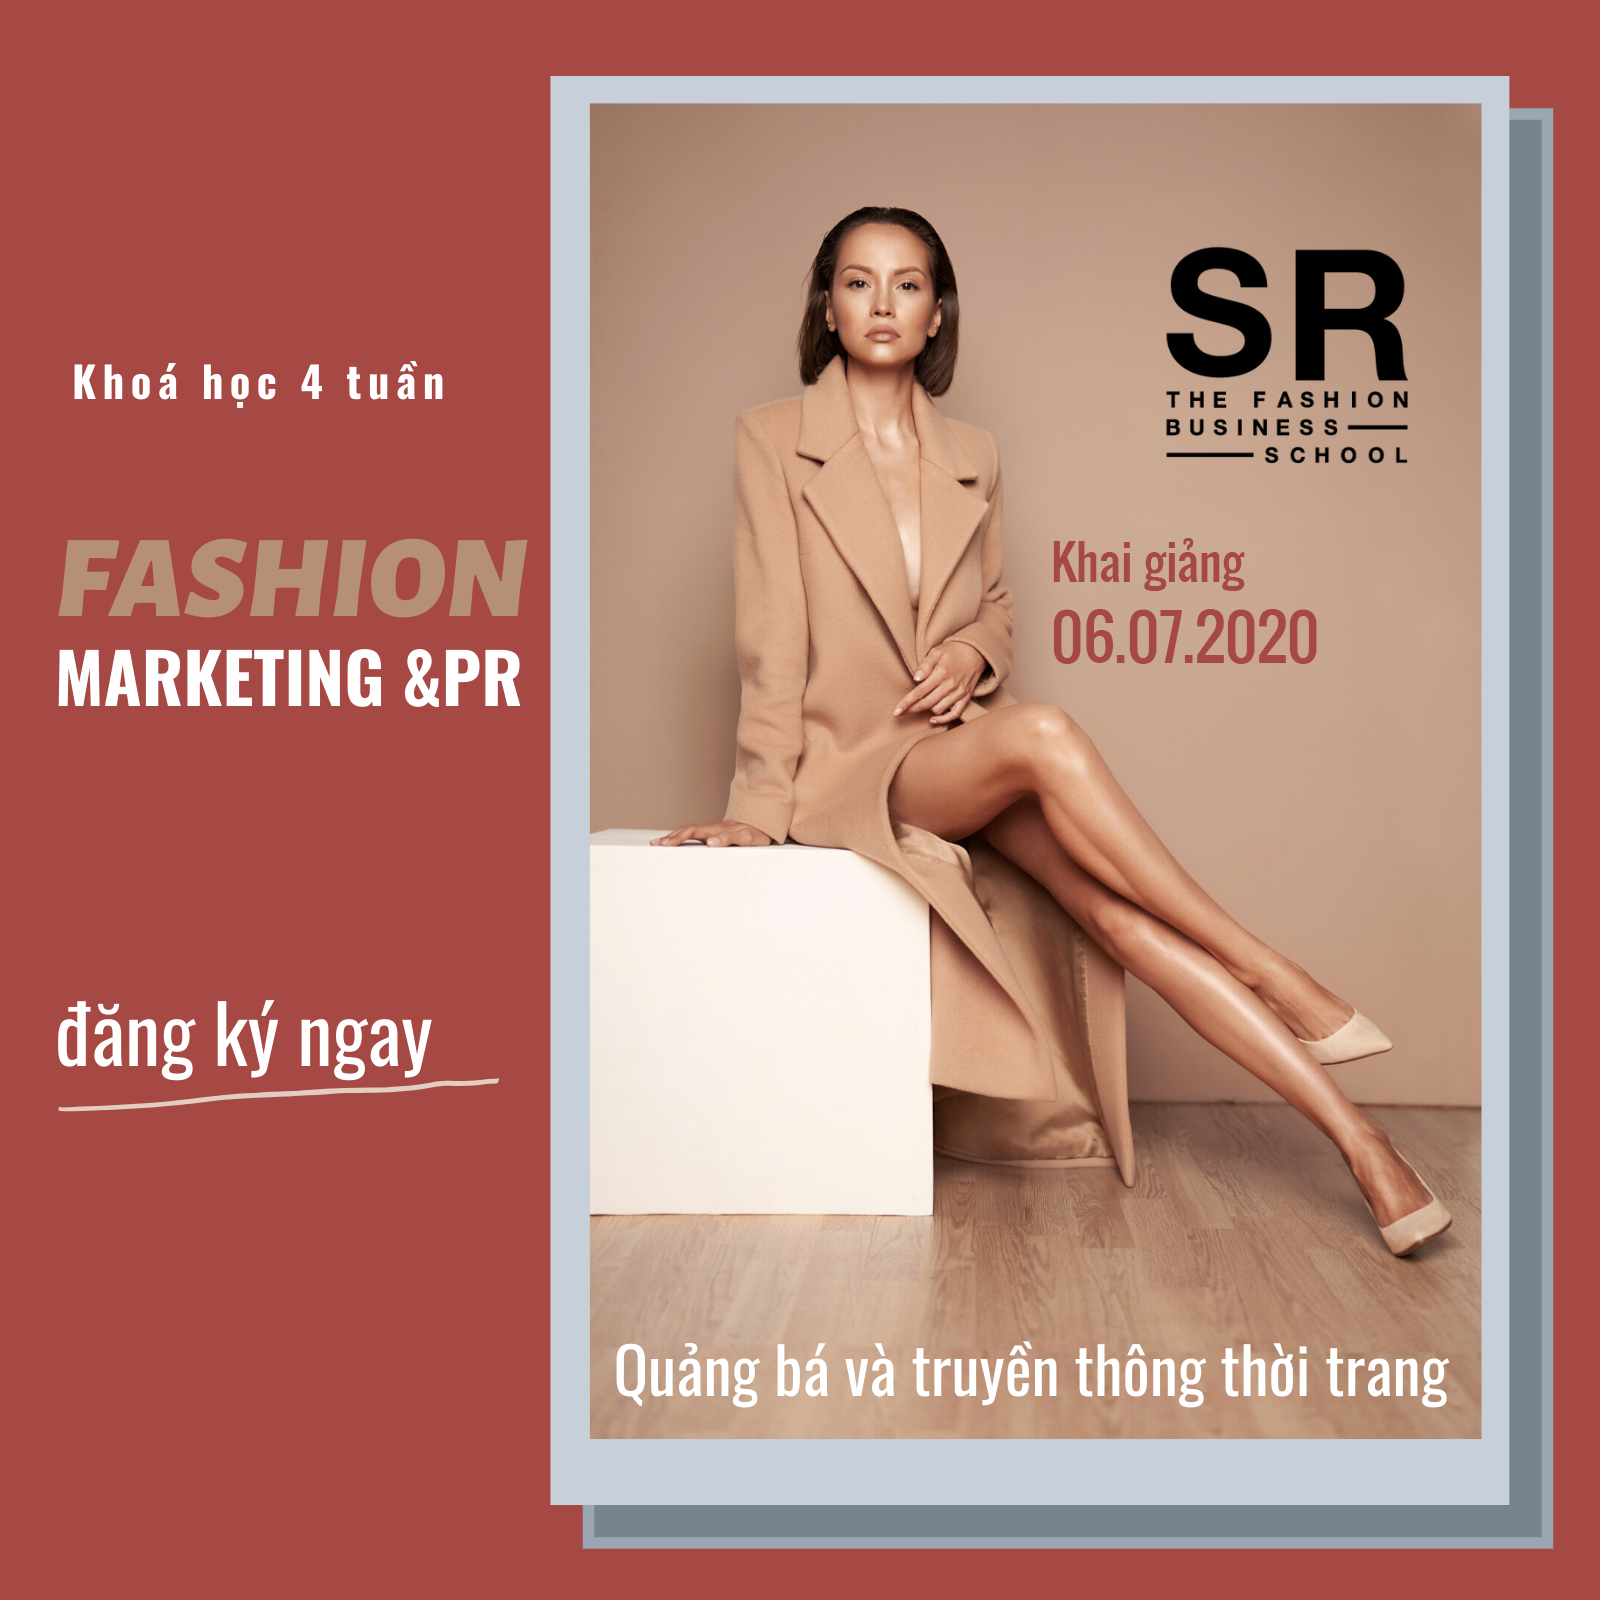 Khoá học 4 tuần
FASHION
MARKETING &PR
đăng ký ngay
SR
THE FASHION
BUSINESS
SCHOOL
Khai giảng
06.07.2020
Quảng bá và truyền thông thời trang